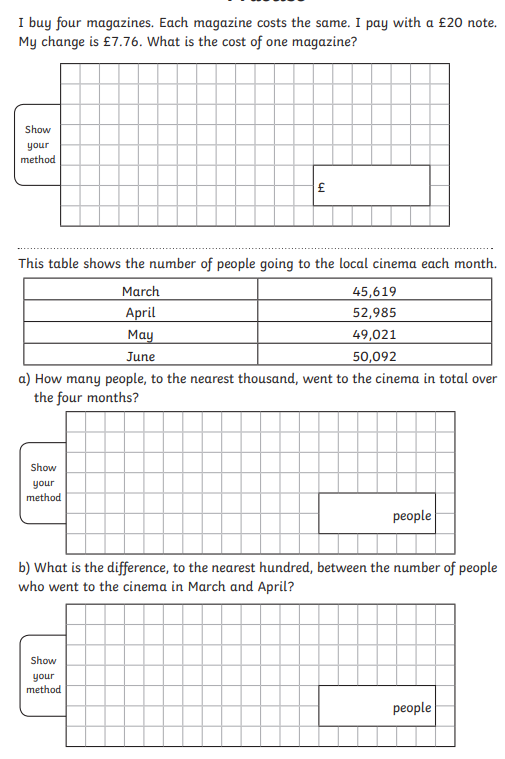 I buy four magazines. Each magazine costs the same. I pay with a £20 note.
My change is £7.76. What is the cost of one magazine?
Show
your
method
£
This table shows the number of people going to the local cinema each month.
March 45,619
April 52,985
May 49,021
June 50,092
a) How many people, to the nearest thousand, went to the cinema in total over
the four months?
Show
your
method
people
b) What is the difference, to the nearest hundred, between the number of people
who went to the cinema in March and April?
Show
your
method
people